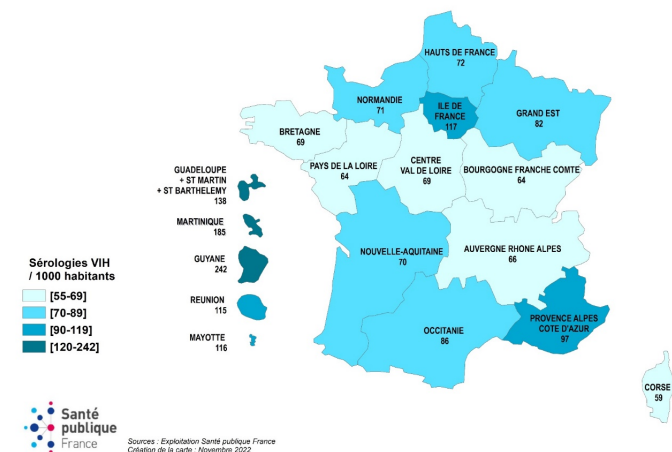 HAUTS DE FRANCE
72
NORMANDIE
71
ILE DE
FRANCE
117
GRAND EST
82
BRETAGNE
69
PAYS DE LA LOIRE
64
CENTRE
VAL DE LOIRE
69
BOURGOGNE FRANCHE COMTE
64
GUADELOUPE
+ ST MARTIN
+ ST BARTHELEMY
138
MARTINIQUE
185
GUYANE
242
REUNION
115
MAYOTTE
116
NOUVELLE-AQUITAINE
70
AUVERGNE RHONE ALPES
66
OCCITANIE
86
PROVENCE ALPES
COTE D'AZUR
97
CORSE
59
Sérologies VIH
/ 1000 habitants
[55-69]
[70-89]
[90-119]
[120-242]
Santé
publique
France
Sources : Exploitation Santé publique France
Création de la carte : Novembre 2022